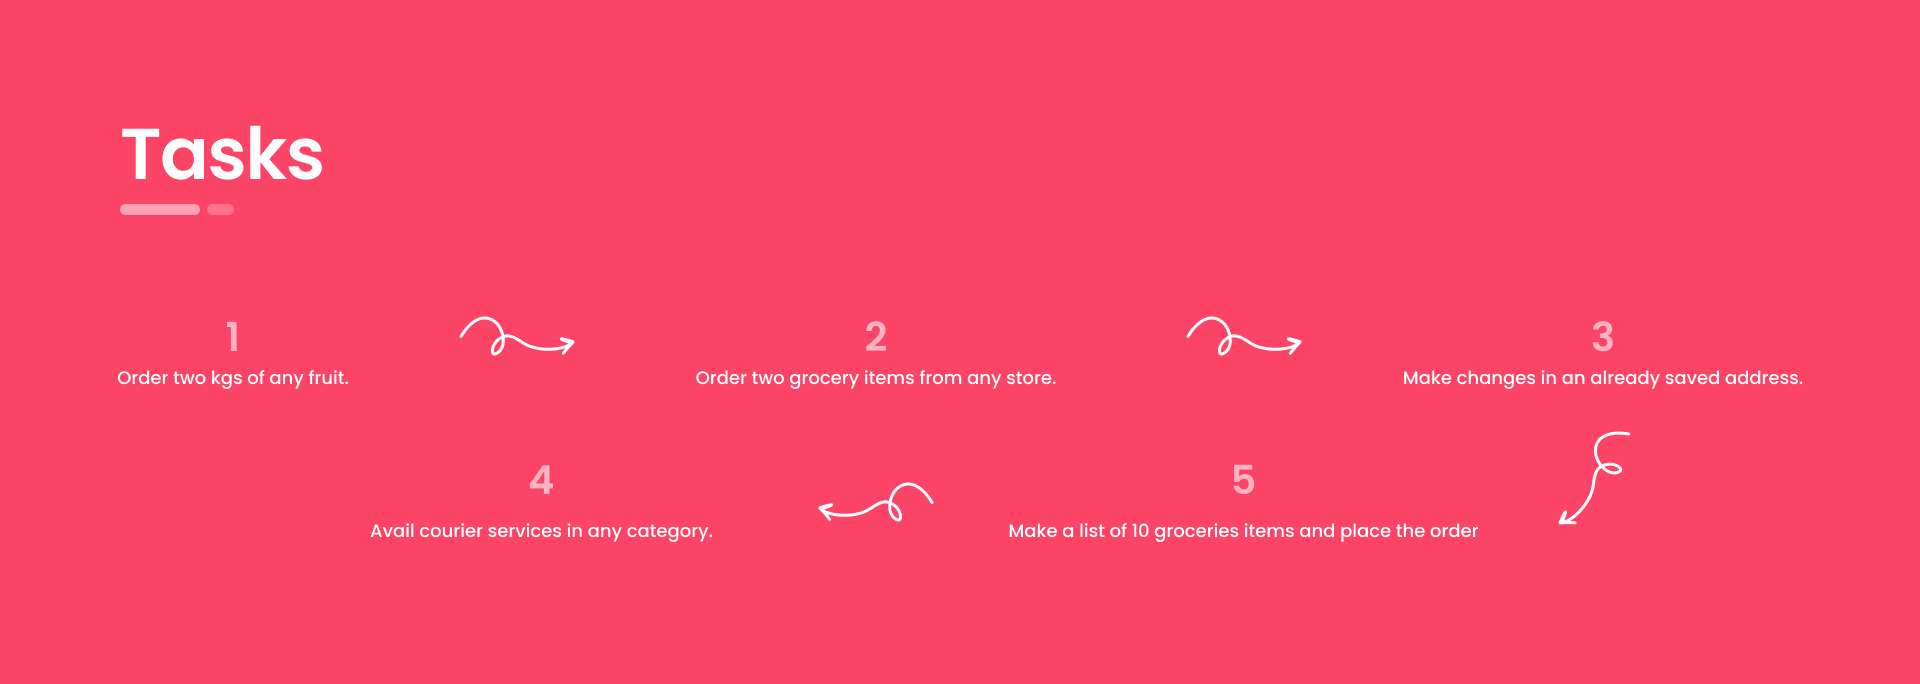 Tasks
1
Order two kgs of any fruit.
2
Order two grocery items from any store.
3
Make changes in an already saved address.
4
Avail courier services in any category.
5
Make a list of 10 groceries items and place the order